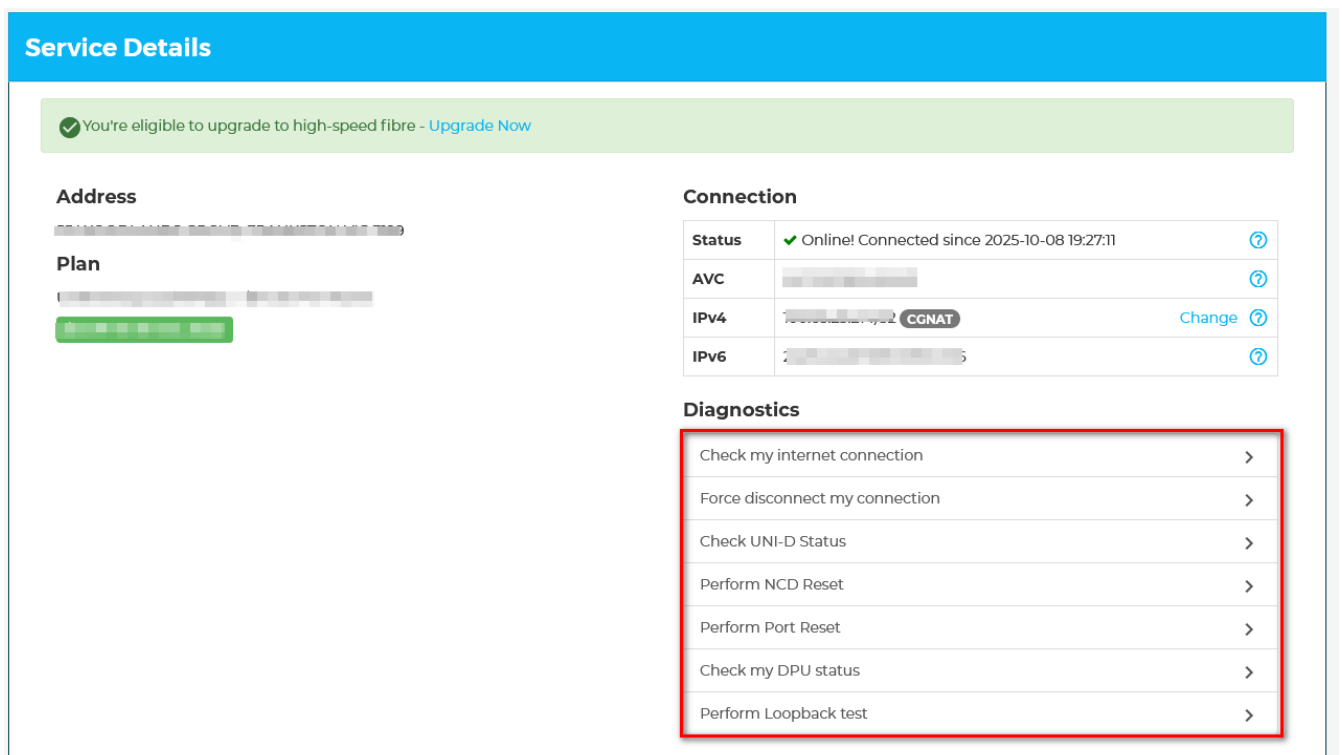 Service Details
You're eligible to upgrade to high-speed fibre - Upgrade Now
Address
Plan
Connection
Status Online! Connected since 2025-10-08 19:27:11
AVC
IPv4 CGNAT Change
IPv6
Diagnostics
Check my internet connection
Force disconnect my connection
Check UNI-D Status
Perform NCD Reset
Perform Port Reset
Check my DPU status
Perform Loopback test